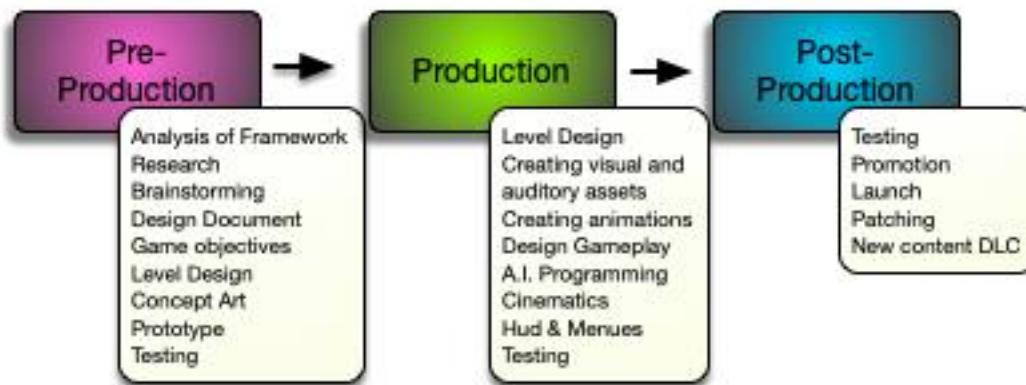 Pre-
Production
Analysis of Framework
Research
Brainstorming
Design Document
Game objectives
Level Design
Concept Art
Prototype
Testing
Production
Level Design
Creating visual and
auditory assets
Creating animations
Design Gameplay
A.I. Programming
Cinematics
Hud & Menues
Testing
Post-
Production
Testing
Promotion
Launch
Patching
New content DLC